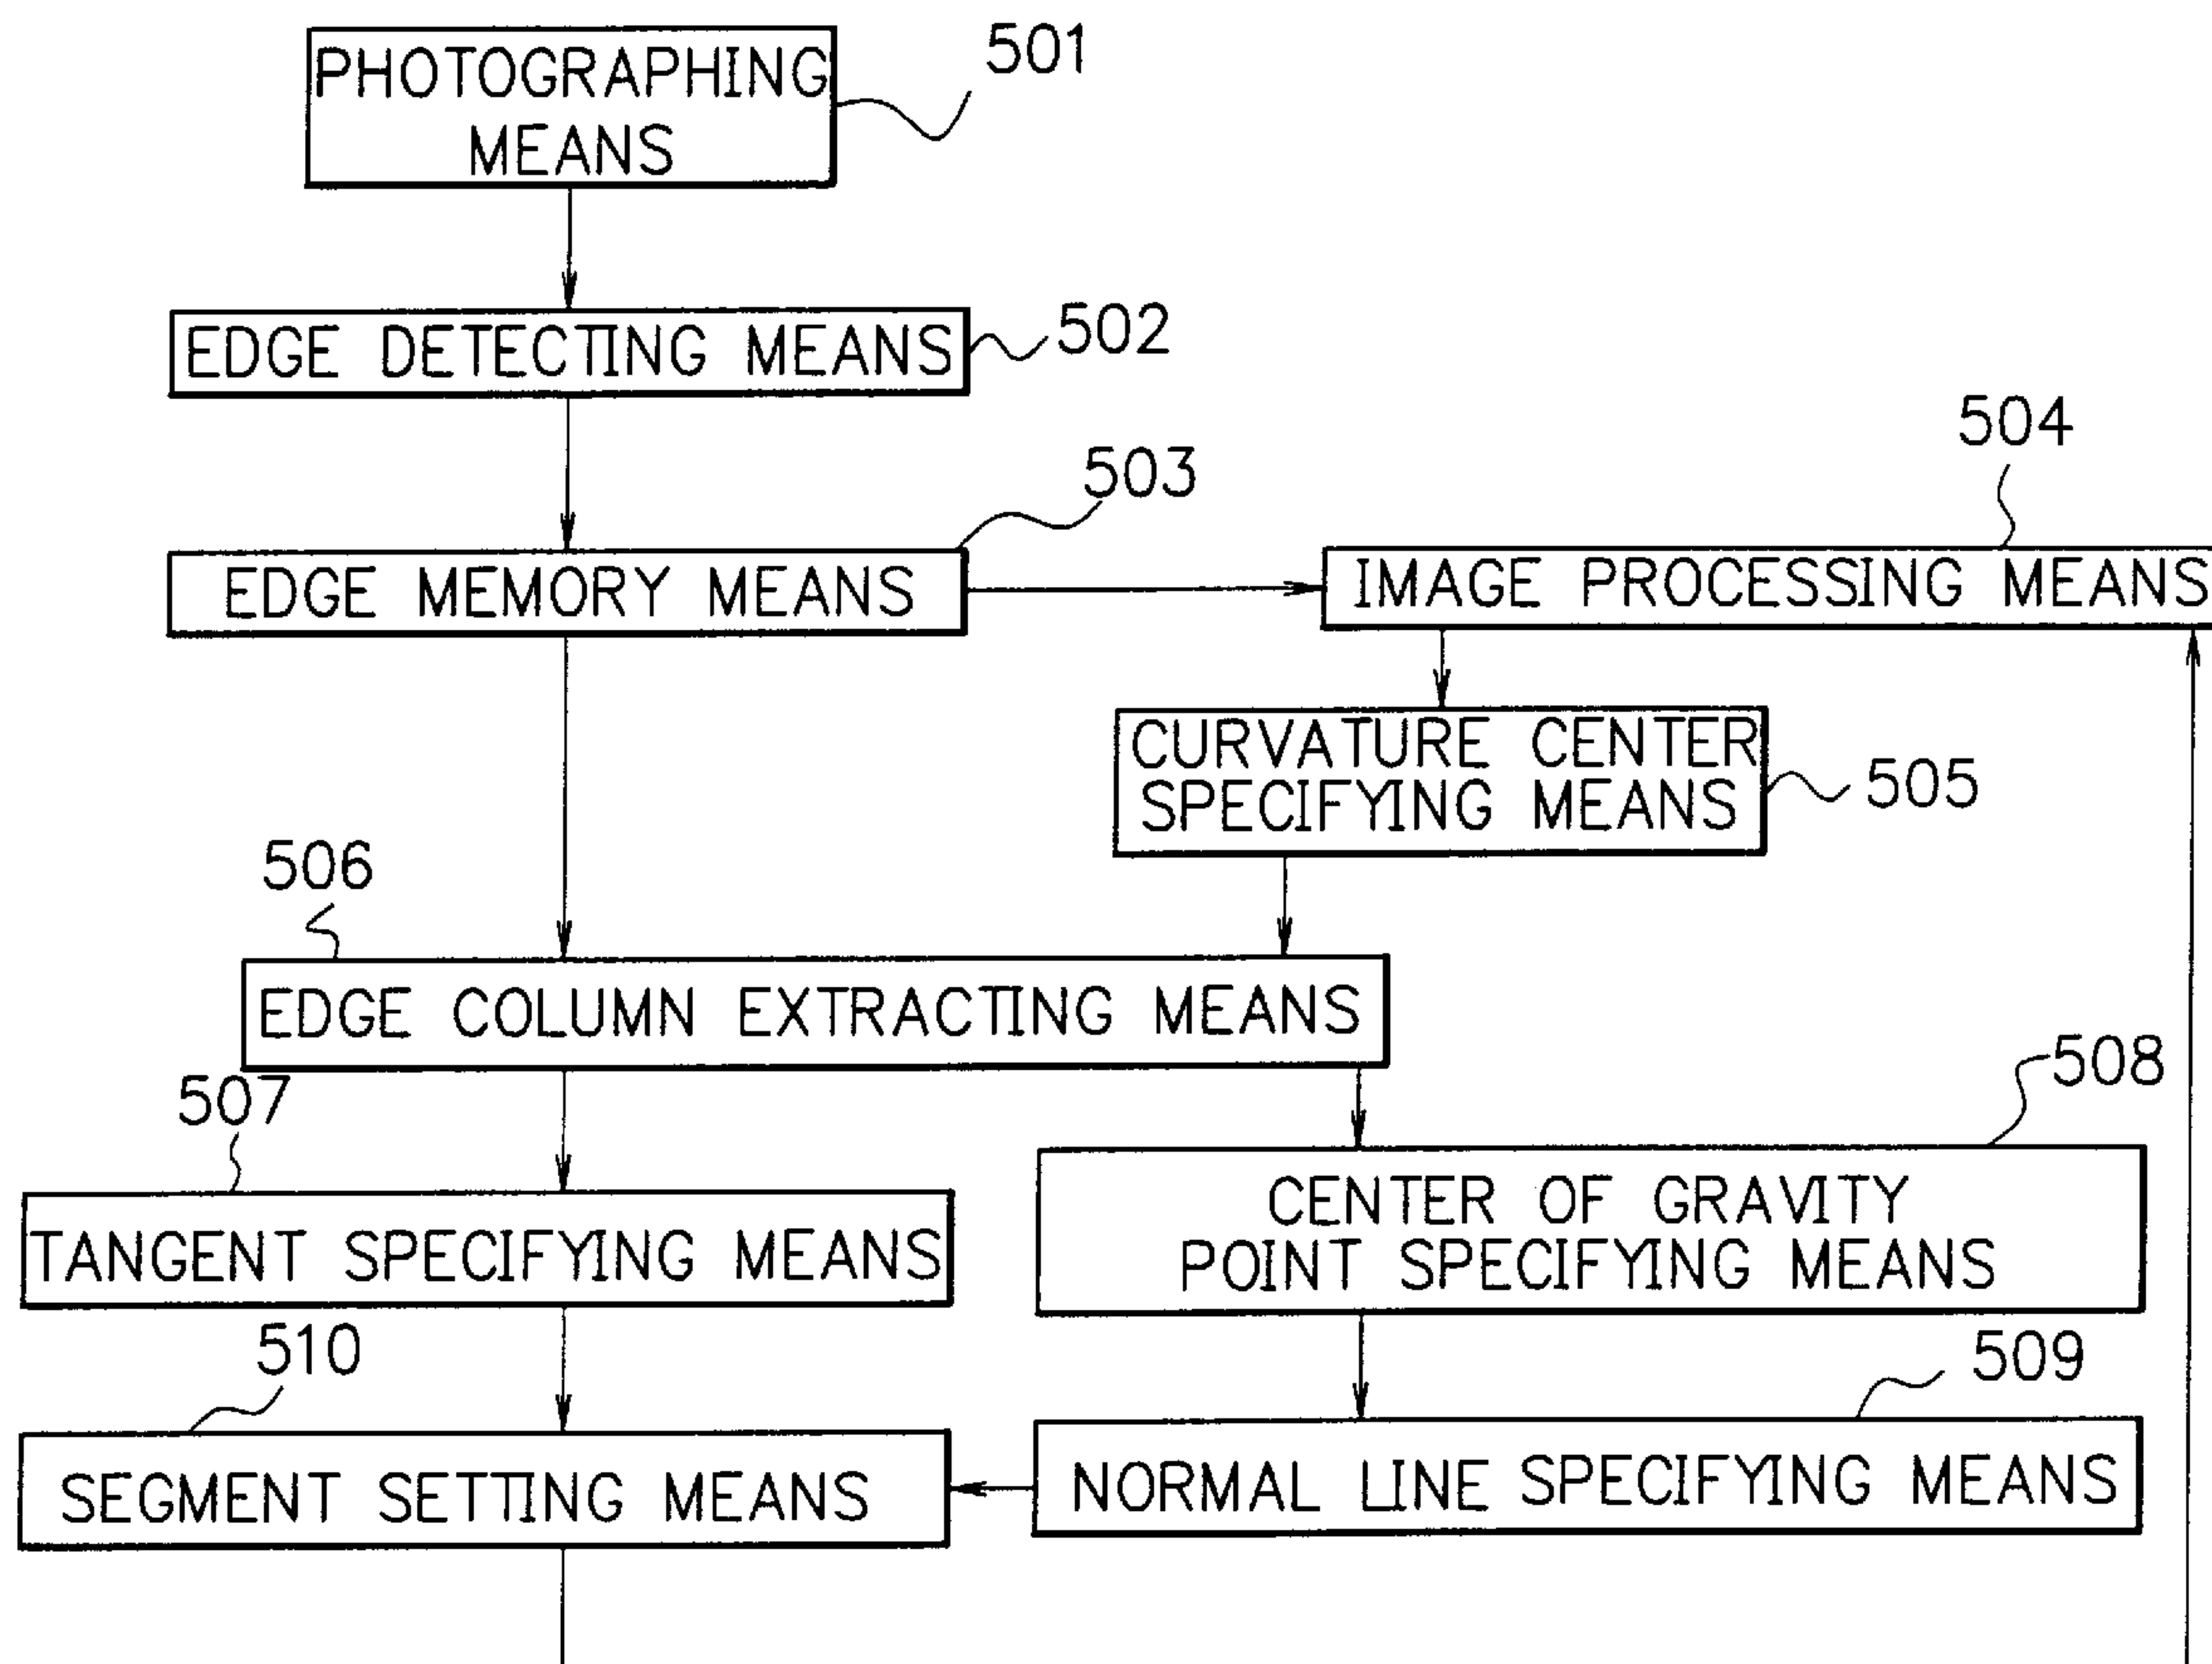 PHOTOGRAPHING
MEANS
501
EDGE DETECTING MEANS
502
503
504
EDGE MEMORY MEANS
IMAGE PROCESSING MEANS
CURVATURE CENTER
SPECIFYING MEANS
505
506
EDGE COLUMN EXTRACTING MEANS
507
508
TANGENT SPECIFYING MEANS
CENTER OF GRAVITY
POINT SPECIFYING MEANS
510
509
SEGMENT SETTING MEANS
NORMAL LINE SPECIFYING MEANS